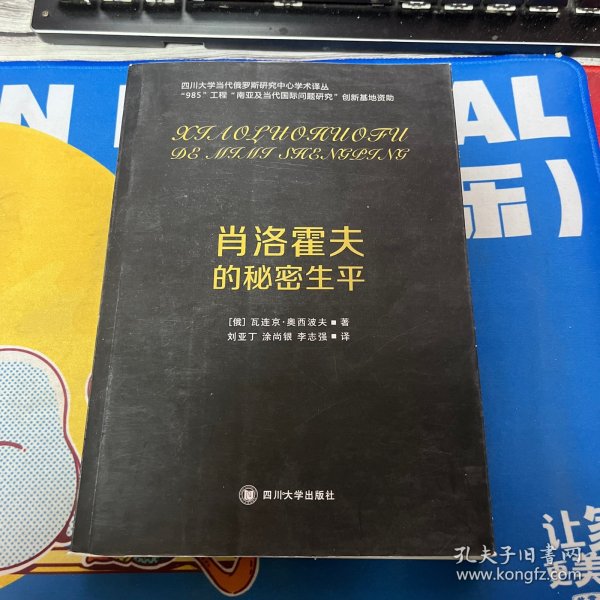 四川大学当代俄罗斯研究中心学术译丛
“985”工程“南亚及当代国际问题研究”创新基地资助
XIAOLUOHUOFU
DE MIMI SHENGPING
肖洛霍夫
的秘密生平
[俄] 瓦连京·奥西波夫 ■ 著
刘亚丁 涂尚银 李志强 ■ 译
四川大学出版社
AL
乐）
让
美
孔夫子旧书网
www.kongfz.com